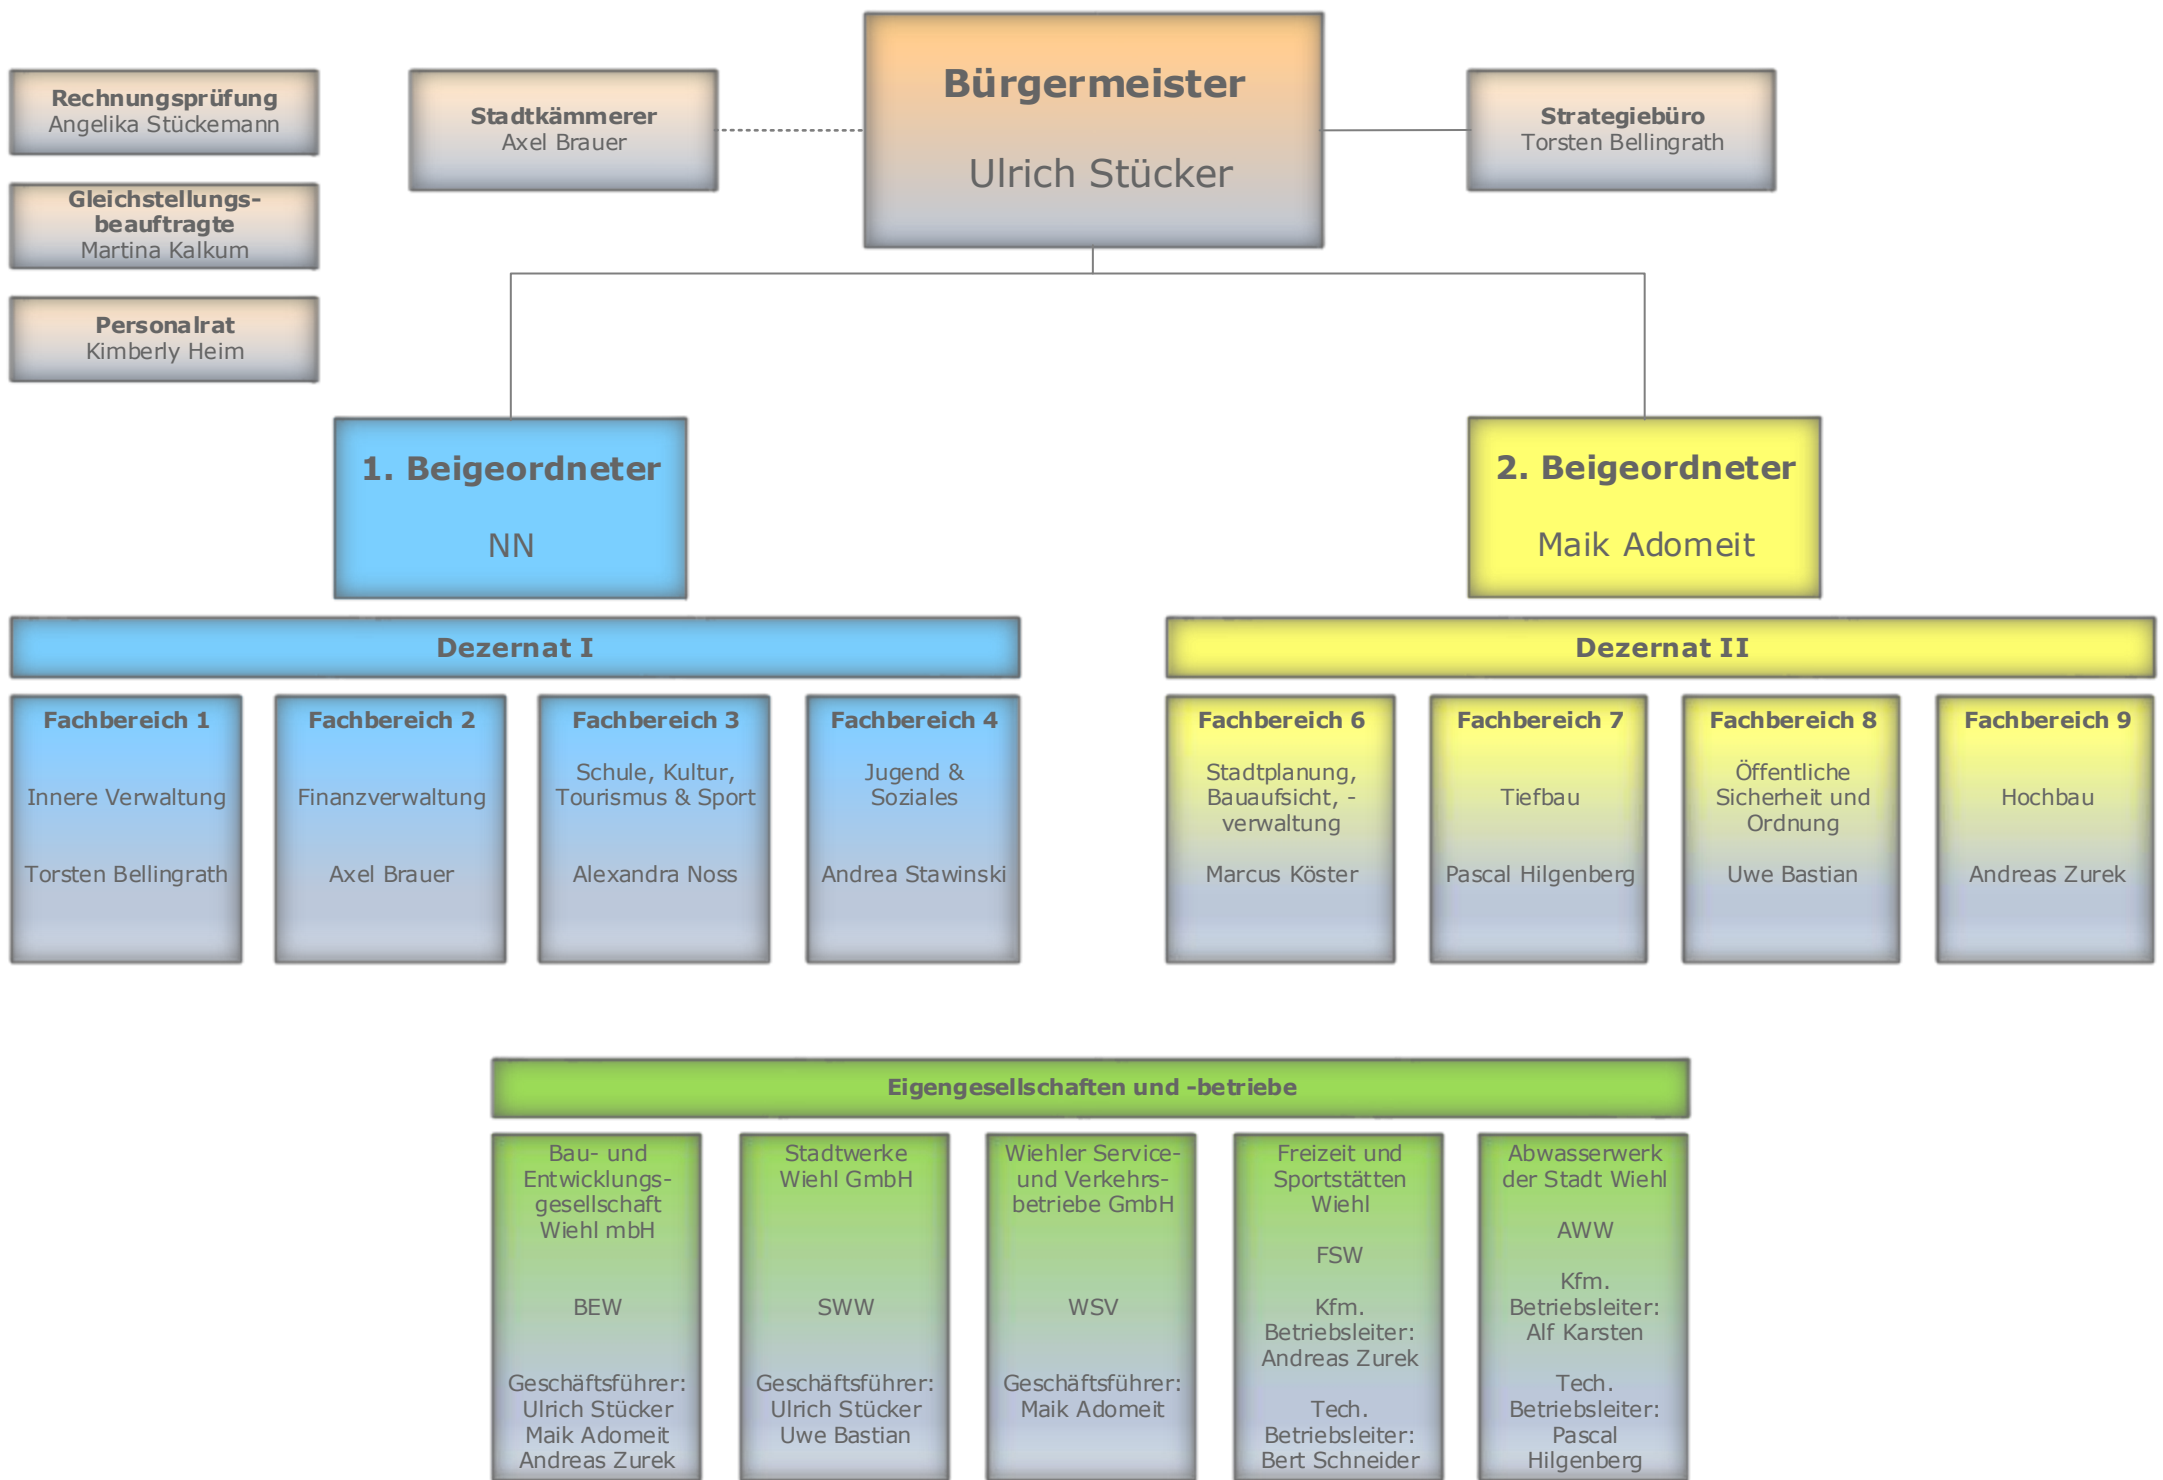 Rechnungsprüfung
Angelika Stückemann
Gleichstellungs-
beauftragte
Martina Kalkum
Personalrat
Kimberly Heim
Stadtkämmerer
Axel Brauer
Bürgermeister
Ulrich Stücker
Strategiebüro
Torsten Bellingrath
1. Beigeordneter
NN
2. Beigeordneter
Maik Adomeit
Dezernat I
Fachbereich 1
Innere Verwaltung
Torsten Bellingrath
Fachbereich 2
Finanzverwaltung
Axel Brauer
Fachbereich 3
Schule, Kultur,
Tourismus & Sport
Alexandra Noss
Fachbereich 4
Jugend &
Soziales
Andrea Stawinski
Dezernat II
Fachbereich 6
Stadtplanung,
Bauaufsicht, -
verwaltung
Marcus Köster
Fachbereich 7
Tiefbau
Pascal Hilgenberg
Fachbereich 8
Öffentliche
Sicherheit und
Ordnung
Uwe Bastian
Fachbereich 9
Hochbau
Andreas Zurek
Eigengesellschaften und -betriebe
Bau- und
Entwicklungs-
gesellschaft
Wiehl mbH
BEW
Geschäftsführer:
Ulrich Stücker
Maik Adomeit
Andreas Zurek
Stadtwerke
Wiehl GmbH
SWW
Geschäftsführer:
Ulrich Stücker
Uwe Bastian
Wiehler Service-
und Verkehrs-
betriebe GmbH
WSV
Geschäftsführer:
Maik Adomeit
Freizeit und
Sportstätten
Wiehl
FSW
Kfm.
Betriebsleiter:
Andreas Zurek
Tech.
Betriebsleiter:
Bert Schneider
Abwasserwerk
der Stadt Wiehl
AWW
Kfm.
Betriebsleiter:
Alf Karsten
Tech.
Betriebsleiter:
Pascal
Hilgenberg